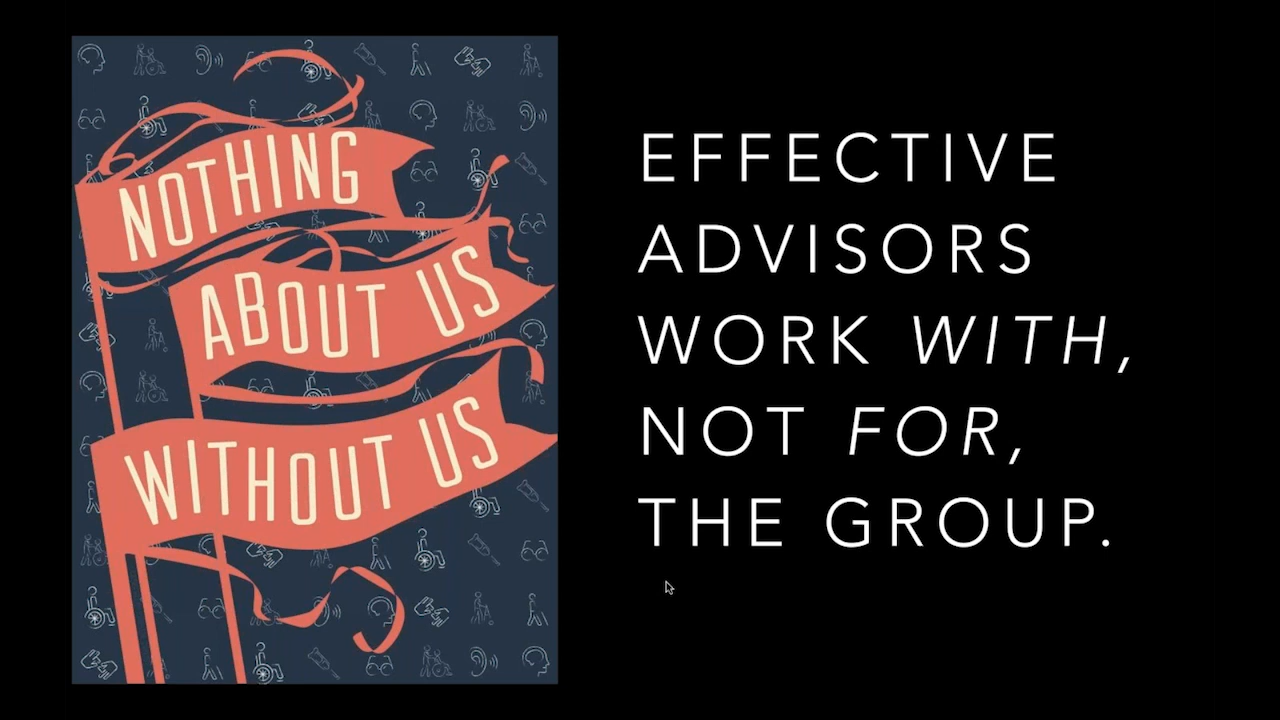 NOTHING
ABOUT US
WITHOUT US
EFFECTIVE
ADVISORS
WORK WITH,
NOT FOR,
THE GROUP.